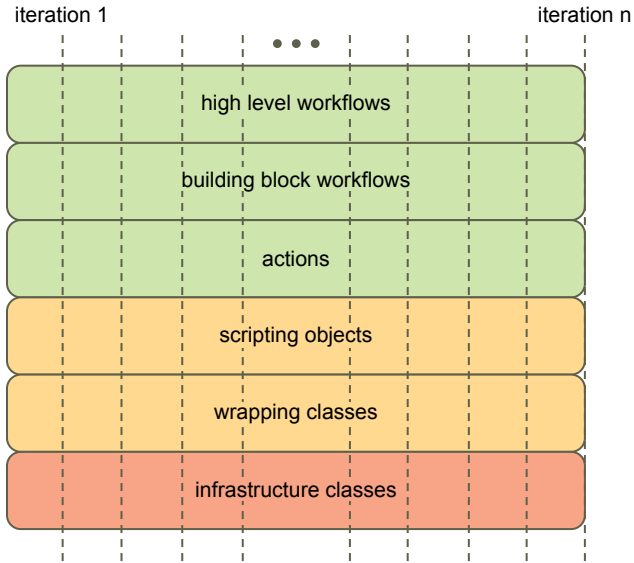 iteration 1
iteration n
high level workflows
building block workflows
actions
scripting objects
wrapping classes
infrastructure classes